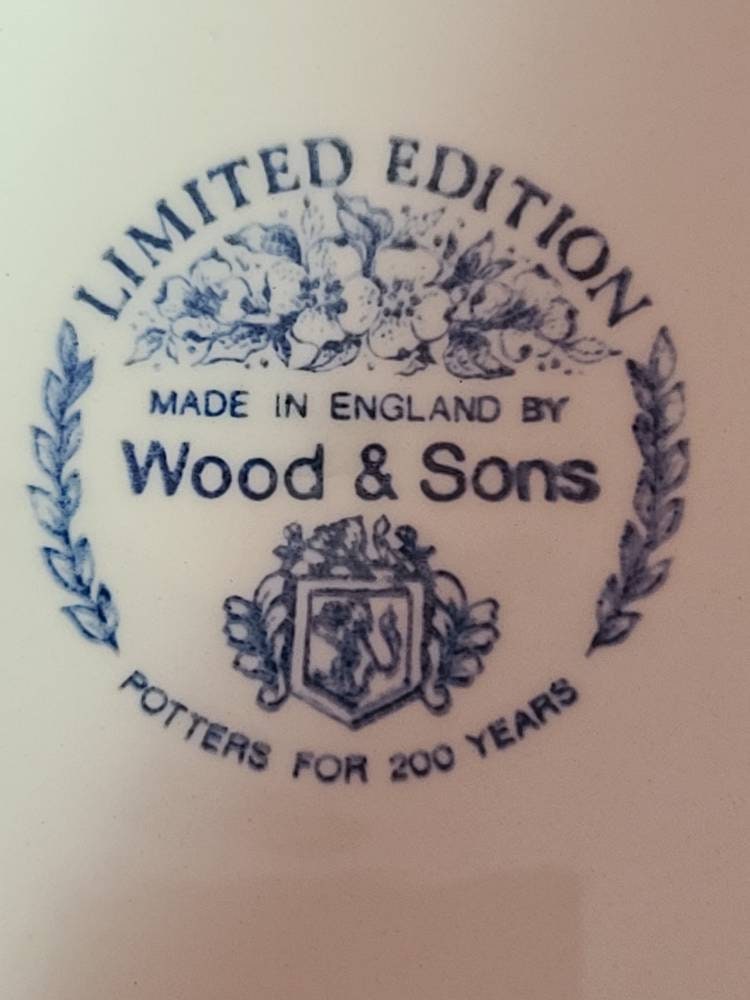 LIMITED EDITION
MADE IN ENGLAND BY
Wood & Sons
POTTERS FOR 200 YEARS